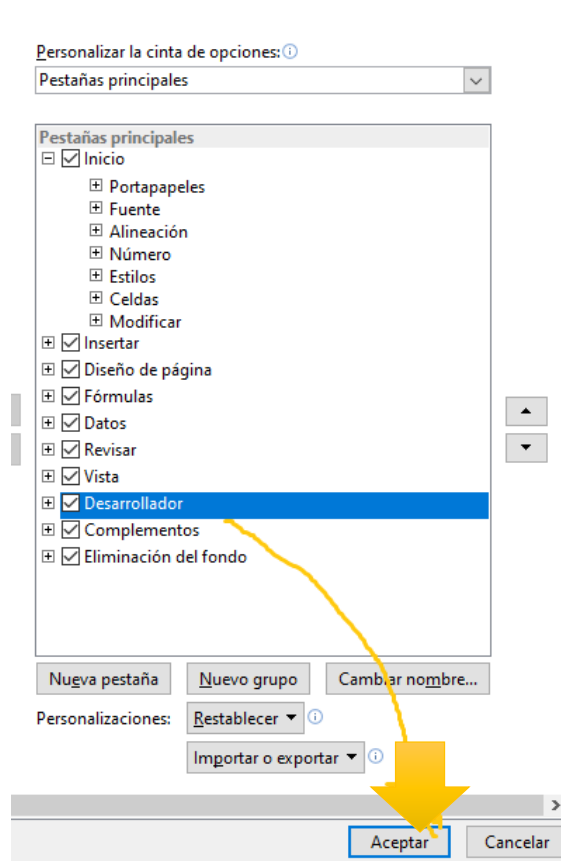 Personalizar la cinta de opciones:
Pestañas principales
Pestañas principales
Inicio
Portapapeles
Fuente
Alineación
Número
Estilos
Celdas
Modificar
Insertar
Diseño de página
Fórmulas
Datos
Revisar
Vista
Desarrollador
Complementos
Eliminación del fondo
Nueva pestaña Nuevo grupo Cambiar nombre...
Personalizaciones: Restablecer
Importar o exportar
Aceptar Cancelar